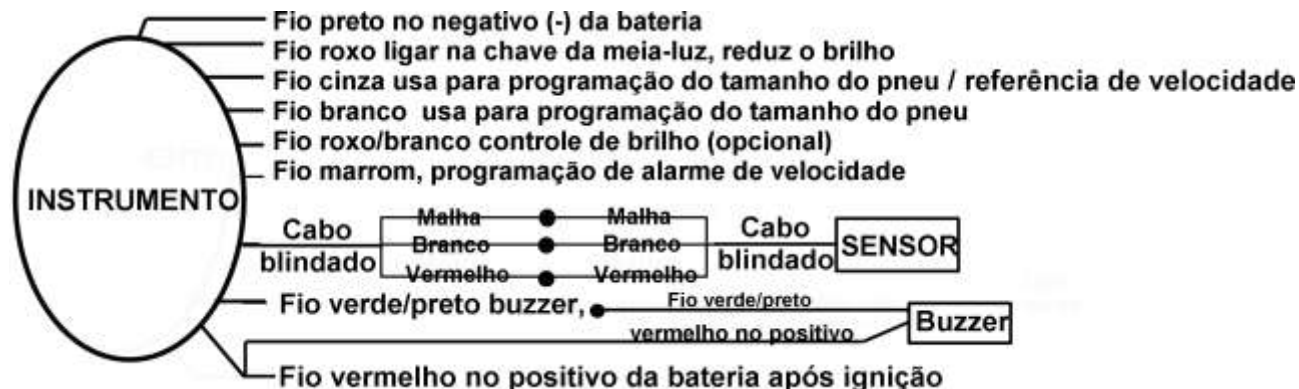 Fio preto no negativo (-) da bateria
Fio roxo ligar na chave da meia-luz, reduz o brilho
Fio cinza usa para programação do tamanho do pneu / referência de velocidade
Fio branco usa para programação do tamanho do pneu
Fio roxo/branco controle de brilho (opcional)
Fio marrom, programação de alarme de velocidade
INSTRUMENTO
Cabo blindado
Malha Malha
Branco Branco
Vermelho Vermelho
Cabo blindado
SENSOR
Fio verde/preto buzzer,
Fio verde/preto
vermelho no positivo
Buzzer
Fio vermelho no positivo da bateria após ignição